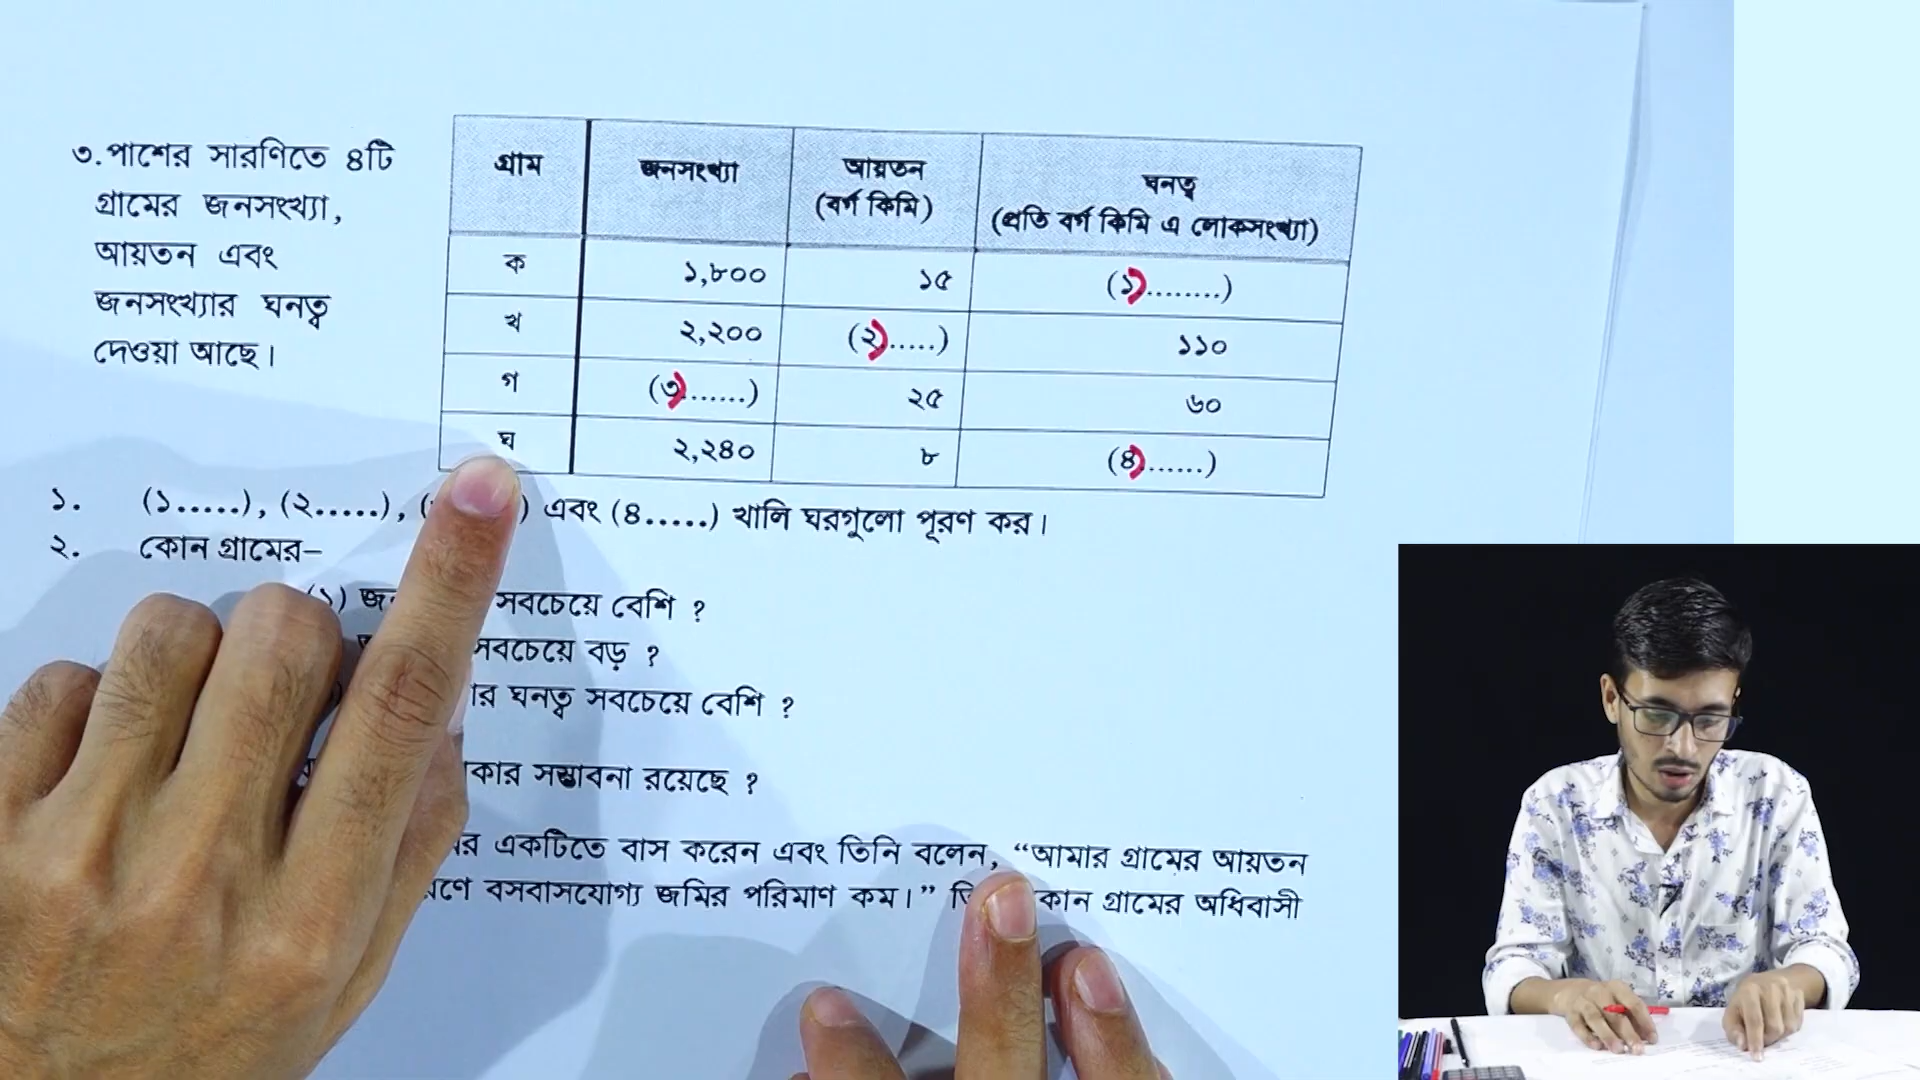 ৩.পাশের সারণিতে ৪টি
গ্রামের জনসংখ্যা,
আয়তন এবং
জনসংখ্যার ঘনত্ব
দেওয়া আছে।
গ্রাম জনসংখ্যা আয়তন (বর্গ কিমি) ঘনত্ব (প্রতি বর্গ কিমি এ লোকসংখ্যা)
ক ১,৮০০ ১৫ (১)........)
খ ২,২০০ (২)......) ১১০
গ (৩).......) ২৫ ৬০
ঘ ২,২৪০ ৮ (৪).......)
১. (১.....), (২.....), ( ) এবং (৪.....) খালি ঘরগুলো পূরণ কর।
২. কোন গ্রামের–
(১) সবচেয়ে বেশি ?
সবচেয়ে বড় ?
ঘনত্ব সবচেয়ে বেশি ?
সম্ভাবনা রয়েছে ?
একটিতে বাস করেন এবং তিনি বলেন, “আমার গ্রামের আয়তন
বসবাসযোগ্য জমির পরিমাণ কম।” গ্রামের অধিবাসী